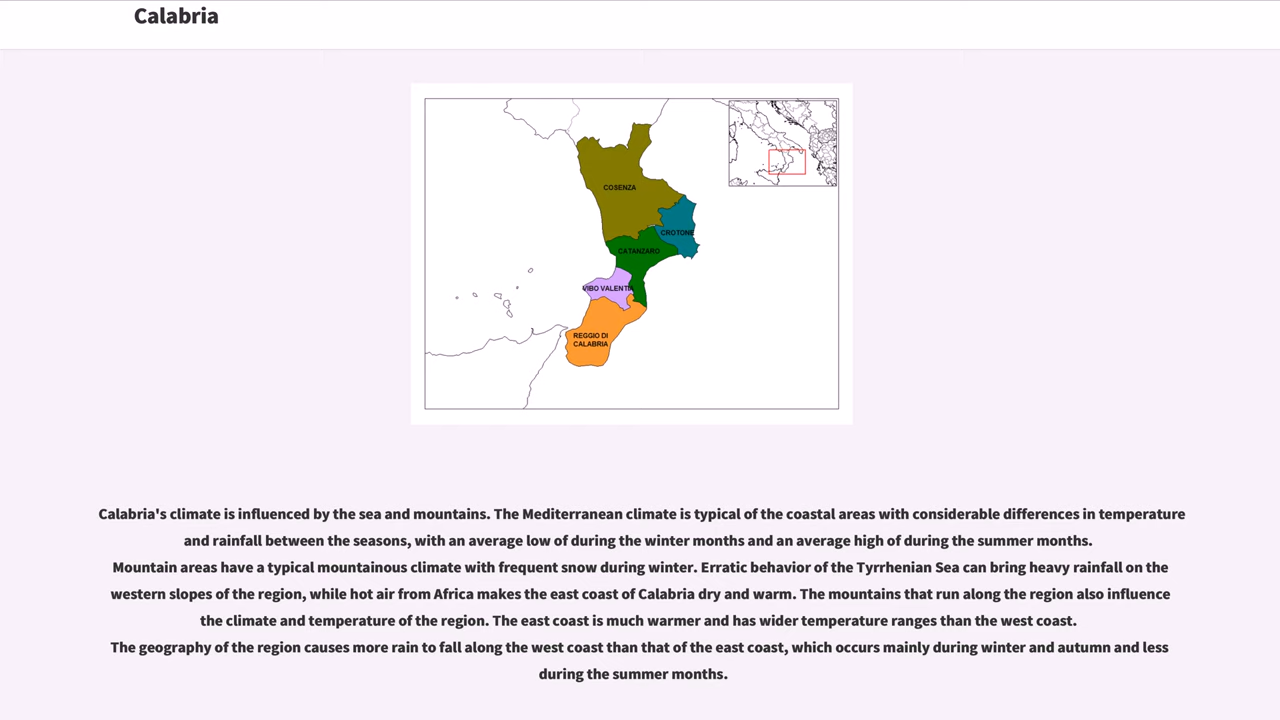 Calabria
COSENZA
CROTONE
CATANZARO
VIBO VALENTIA
REGGIO DI
CALABRIA
Calabria's climate is influenced by the sea and mountains. The Mediterranean climate is typical of the coastal areas with considerable differences in temperature
and rainfall between the seasons, with an average low of during the winter months and an average high of during the summer months.
Mountain areas have a typical mountainous climate with frequent snow during winter. Erratic behavior of the Tyrrhenian Sea can bring heavy rainfall on the
western slopes of the region, while hot air from Africa makes the east coast of Calabria dry and warm. The mountains that run along the region also influence
the climate and temperature of the region. The east coast is much warmer and has wider temperature ranges than the west coast.
The geography of the region causes more rain to fall along the west coast than that of the east coast, which occurs mainly during winter and autumn and less
during the summer months.